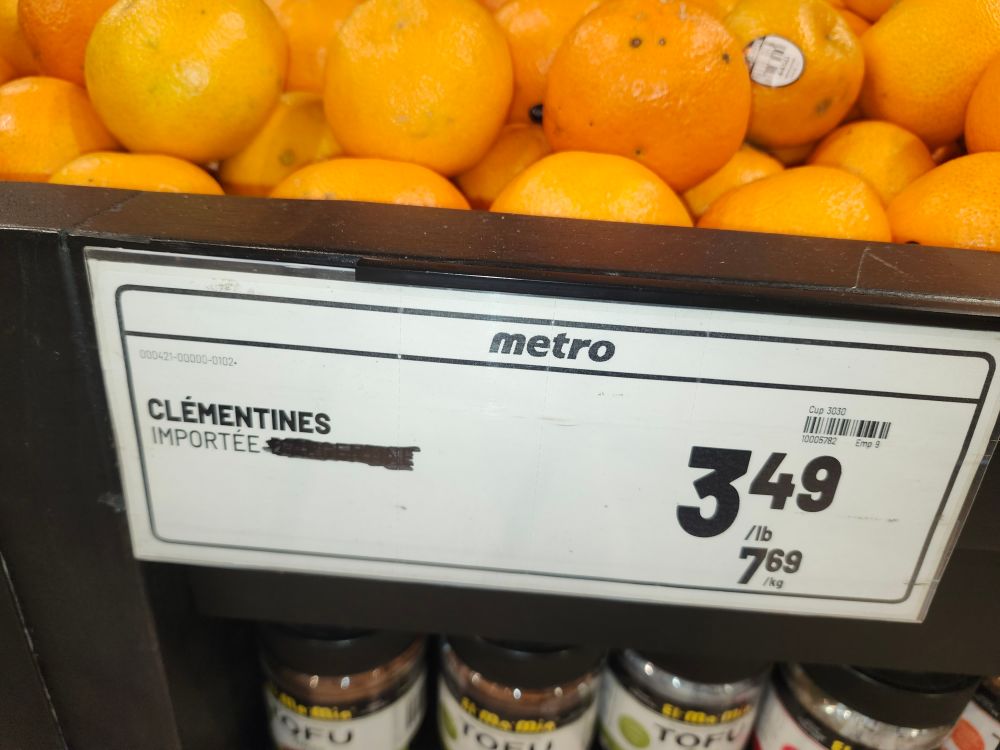 metro
000421-00000-0102
CLÉMENTINES
IMPORTÉE
Cup 3030
10005782 Emp 9
3 49
/lb
7 69
/kg
TOFU
TOFU
TOFU